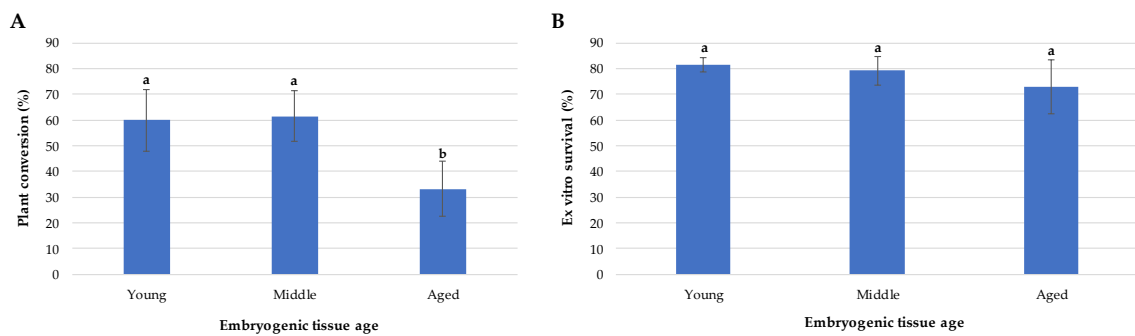 A
Plant conversion (%)
90
80
70
60
50
40
30
20
10
0
a
a
b
Young
Middle
Aged
Embryogenic tissue age
B
Ex vitro survival (%)
90
80
70
60
50
40
30
20
10
0
a
a
a
Young
Middle
Aged
Embryogenic tissue age